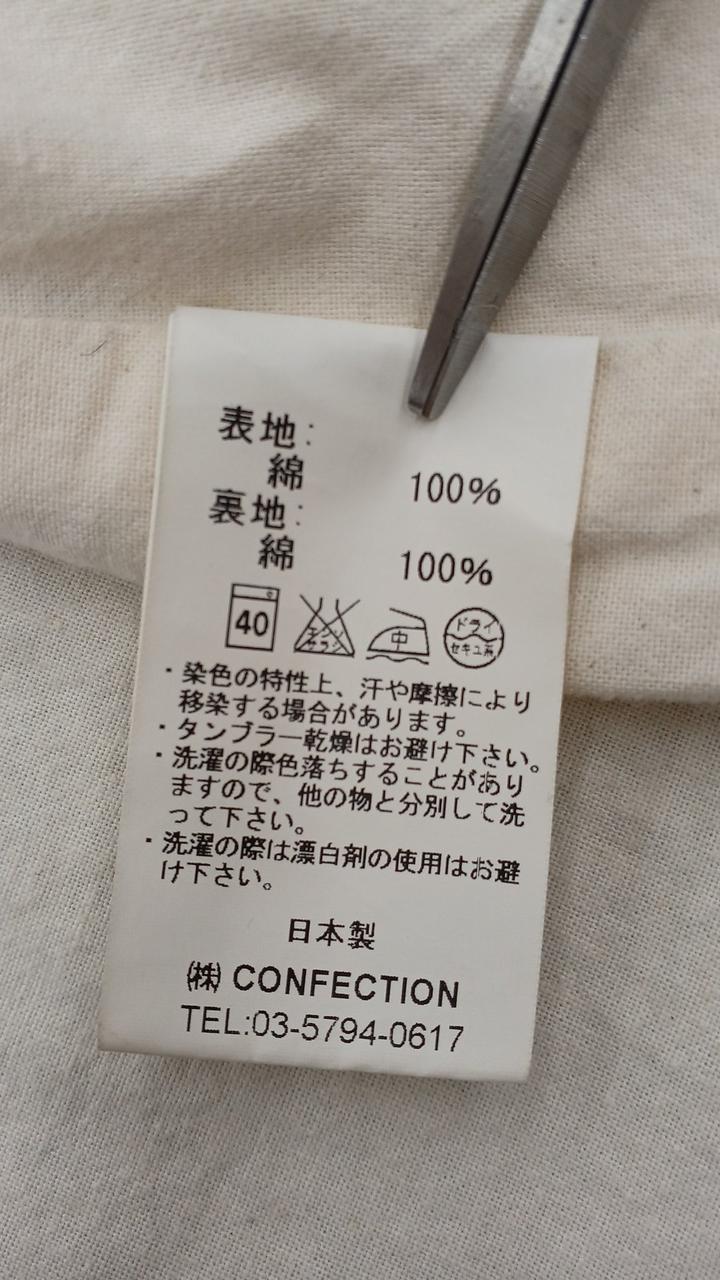 表地:
綿 100%
裏地:
綿 100%
40 エンソサラシ 中 ドライ セキユ系
・染色の特性上、汗や摩擦により
移染する場合があります。
・タンブラー乾燥はお避け下さい。
・洗濯の際色落ちすることがあり
ますので、他の物と分別して洗
って下さい。
・洗濯の際は漂白剤の使用はお避
け下さい。
日本製
㈱ CONFECTION
TEL:03-5794-0617